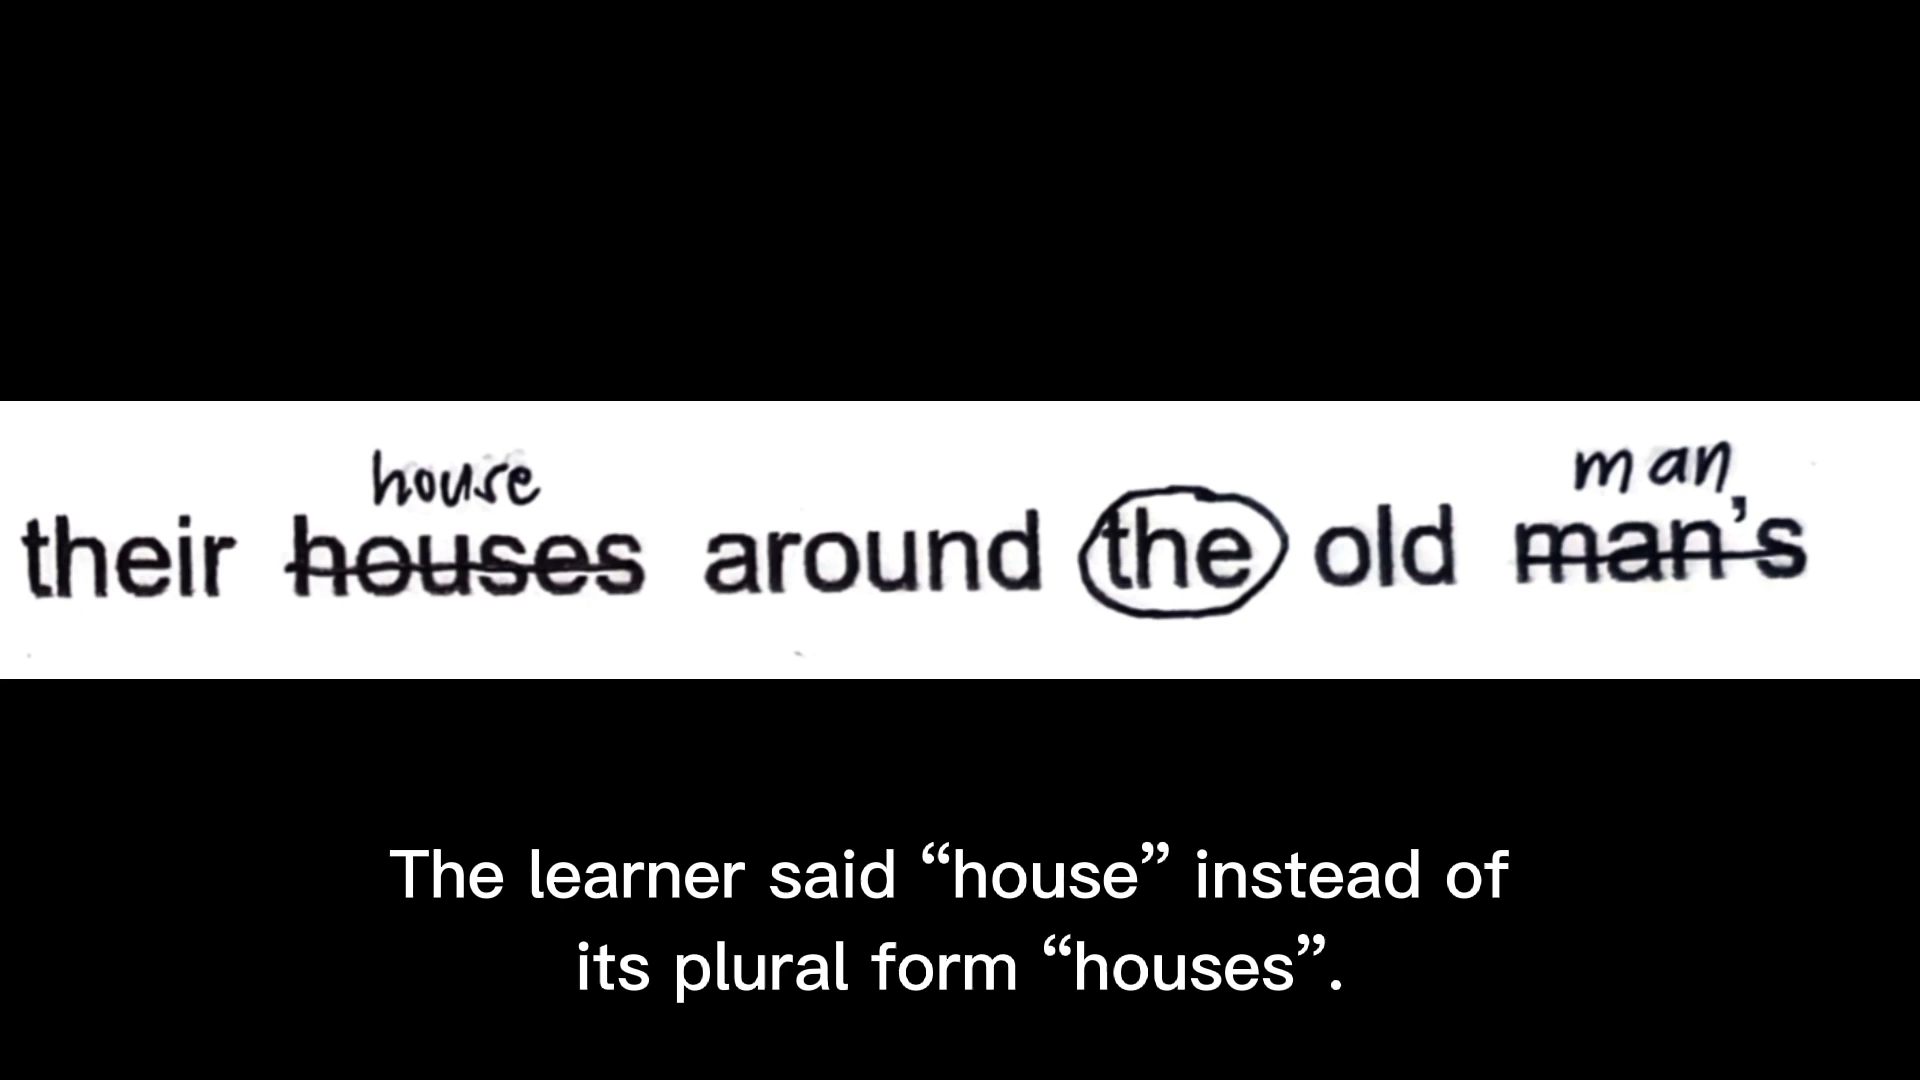 house man
their houses around the old man's
The learner said “house” instead of
its plural form “houses”.